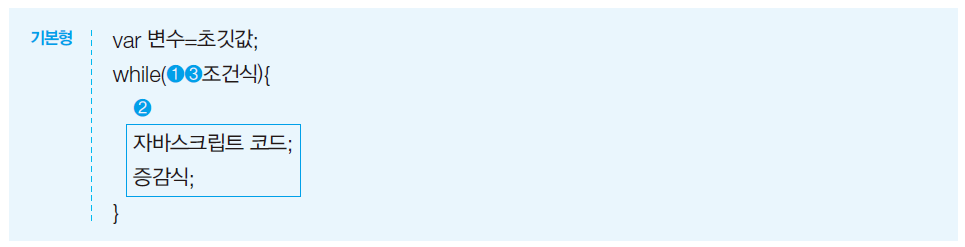 기본형
var 변수=초깃값;
while(❶❸조건식){
❷
자바스크립트 코드;
증감식;
}